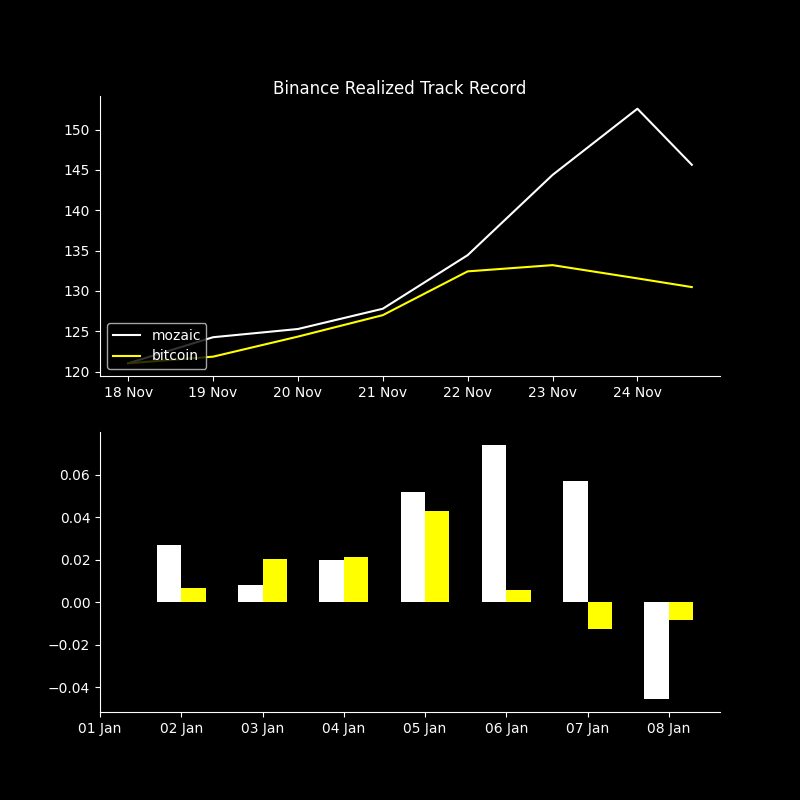 Binance Realized Track Record
150
145
140
135
130
125
120
mozaic
bitcoin
18 Nov 19 Nov 20 Nov 21 Nov 22 Nov 23 Nov 24 Nov
0.06
0.04
0.02
0.00
−0.02
−0.04
01 Jan 02 Jan 03 Jan 04 Jan 05 Jan 06 Jan 07 Jan 08 Jan